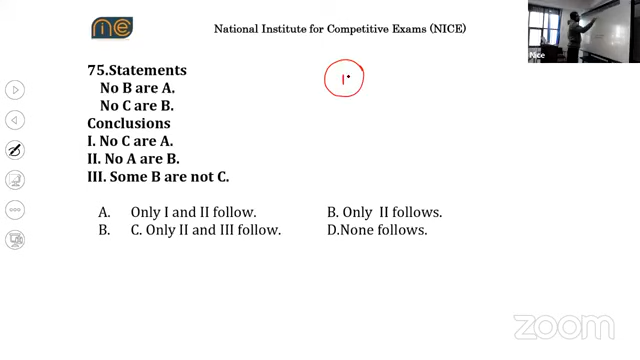 nie
National Institute for Competitive Exams (NICE)
Nice
75.Statements
No B are A.
No C are B.
Conclusions
I. No C are A.
II. No A are B.
III. Some B are not C.
A. Only I and II follow.
B. Only  II follows.
B. C. Only II and III follow.
D.None follows.
zoom